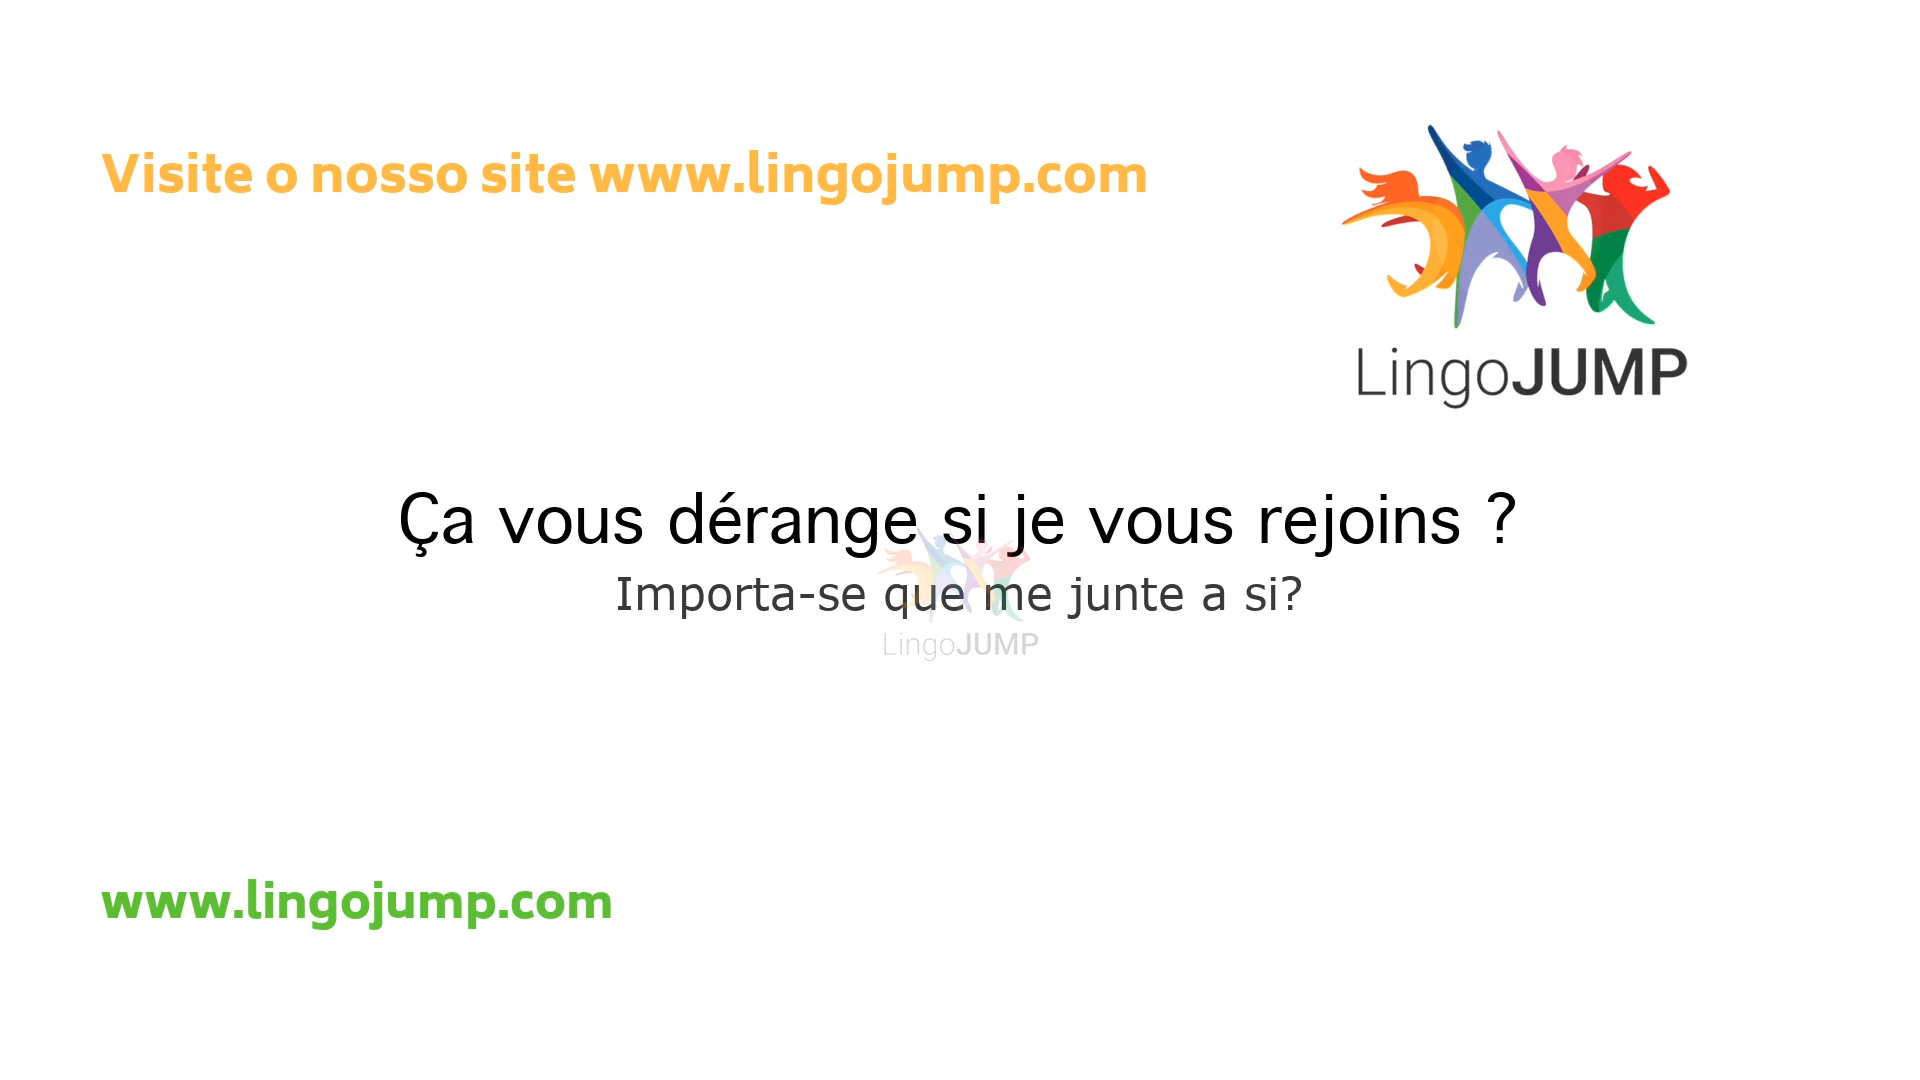 Visite o nosso site www.lingojump.com
LingoJUMP
Ça vous dérange si je vous rejoins ?
Importa-se que me junte a si?
LingoJUMP
www.lingojump.com